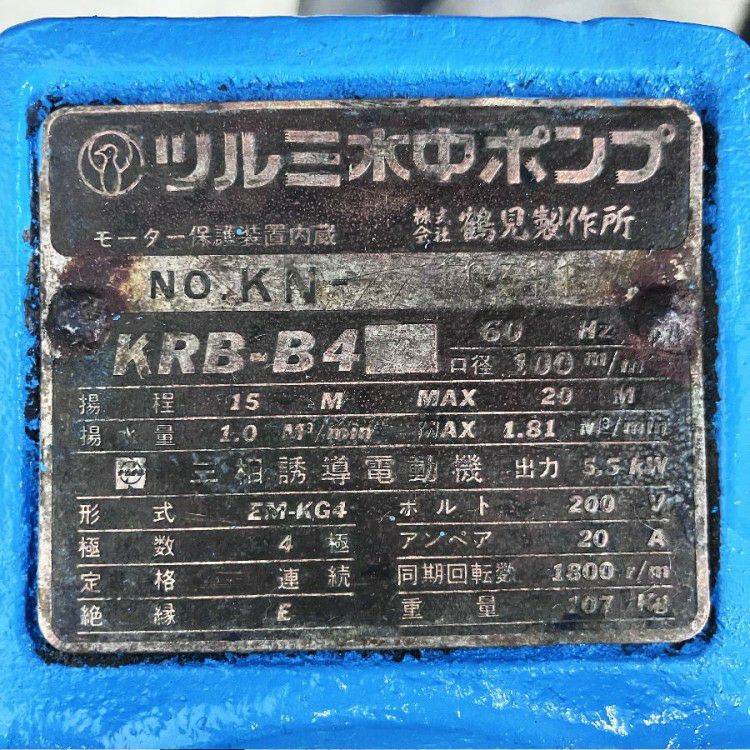 ツルミ水中ポンプ
モーター保護装置内蔵 株式会社 鶴見製作所
NO. KN-
KRB-B4 60 Hz
口径 100 m/m
揚程 15 M MAX 20 M
揚水量 1.0 M³/min MAX 1.81 M³/min
三相誘導電動機 出力 5.5 kW
形式 EM-KG4 ボルト 200 V
極数 4 極 アンペア 20 A
定格 連続 同期回転数 1800 r/m
絶縁 E 重量 107 Kg